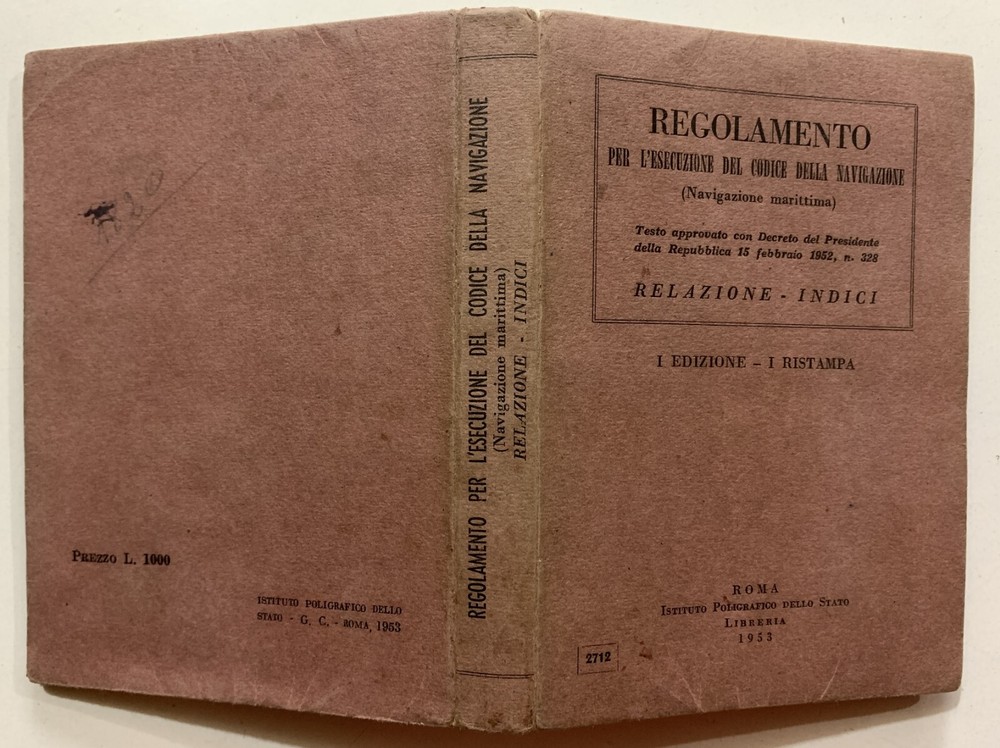 REGOLAMENTO
PER L'ESECUZIONE DEL CODICE DELLA NAVIGAZIONE
(Navigazione marittima)
Testo approvato con Decreto del Presidente
della Repubblica 15 febbraio 1952, n. 328
RELAZIONE - INDICI
I EDIZIONE - I RISTAMPA
ROMA
ISTITUTO POLIGRAFICO DELLO STATO
LIBRERIA
1953
2712
REGOLAMENTO PER L'ESECUZIONE DEL CODICE DELLA NAVIGAZIONE
(Navigazione marittima)
RELAZIONE - INDICI
PREZZO L. 1000
ISTITUTO POLIGRAFICO DELLO
STATO - G. C. - ROMA, 1953